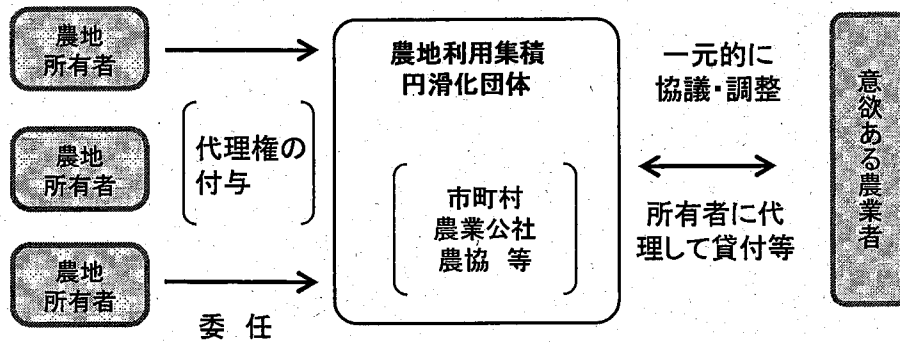 農地
所有者
農地
所有者
農地
所有者
代理権の
付与
委 任
農地利用集積
円滑化団体
市町村
農業公社
農協 等
一元的に
協議・調整
所有者に代
理して貸付等
意欲ある農業者